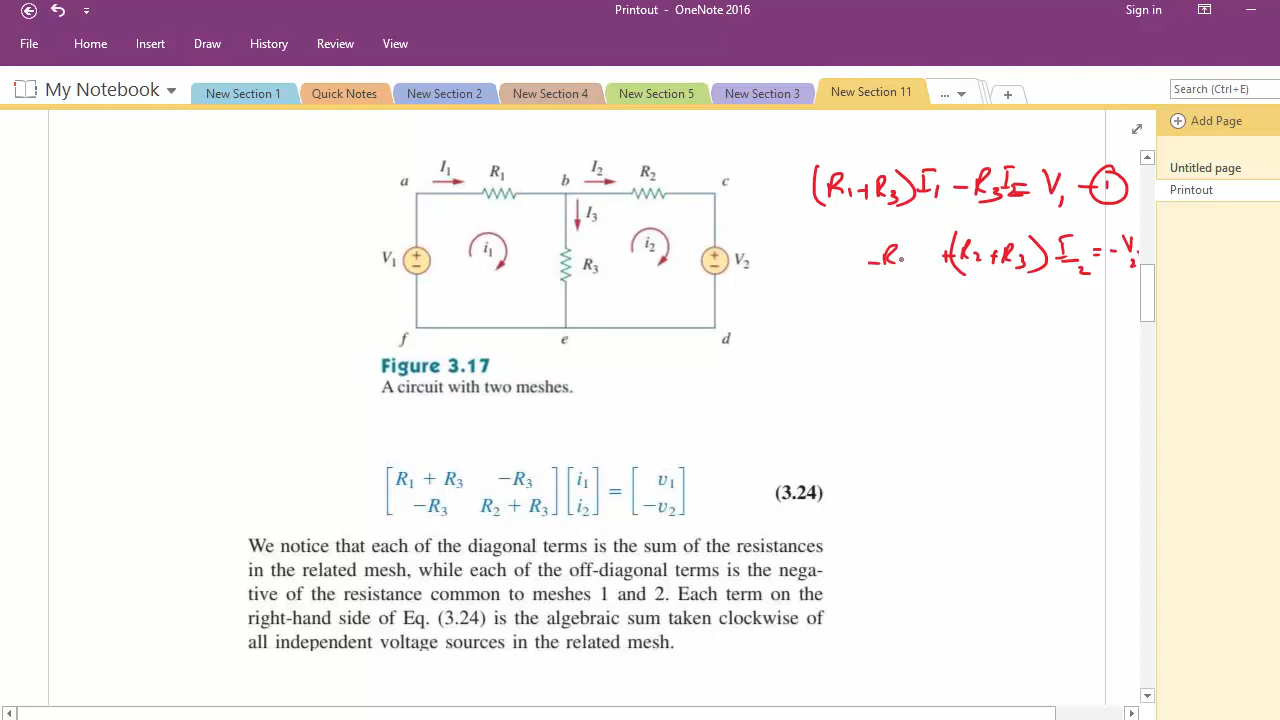 Printout - OneNote 2016
Sign in
File Home Insert Draw History Review View
My Notebook New Section 1 Quick Notes New Section 2 New Section 4 New Section 5 New Section 3 New Section 11 ... +
Search (Ctrl+E)
Add Page
Untitled page
Printout
a I₁ R₁ b I₂ R₂ c
I₃
V₁ i₁ R₃ i₂ V₂
f e d
(R₁+R₃)I₁ -R₃I₂= V₁ -①
-R +(R₂+R₃)I₂=-V₂
Figure 3.17
A circuit with two meshes.
[R₁ + R₃ -R₃] [i₁] = [v₁]
[-R₃ R₂ + R₃] [i₂] [-v₂]
(3.24)
We notice that each of the diagonal terms is the sum of the resistances
in the related mesh, while each of the off-diagonal terms is the nega-
tive of the resistance common to meshes 1 and 2. Each term on the
right-hand side of Eq. (3.24) is the algebraic sum taken clockwise of
all independent voltage sources in the related mesh.